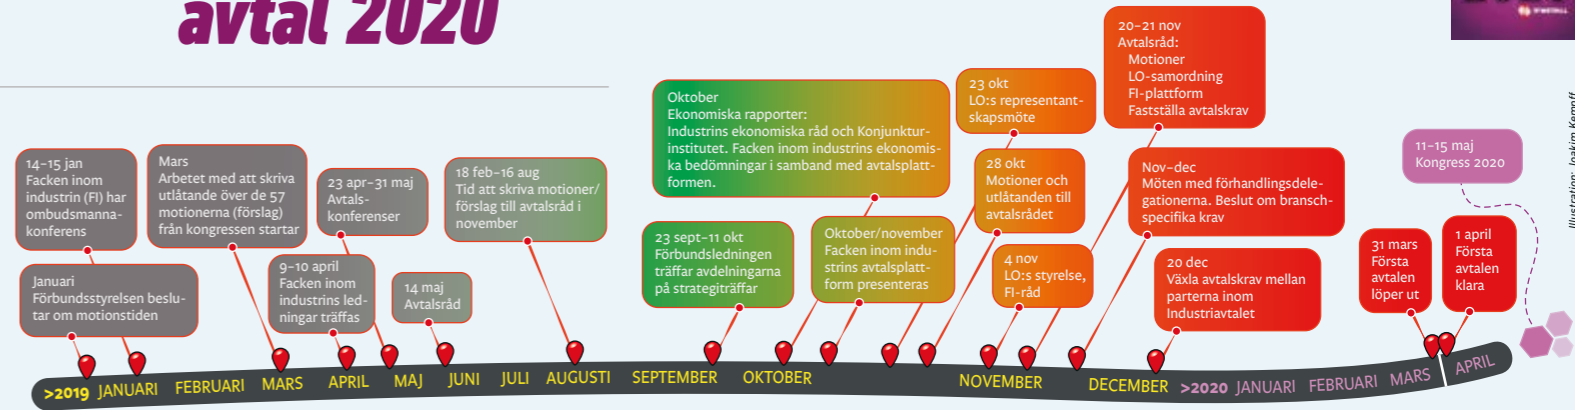 avtal 2020
14–15 jan
Facken inom
industrin (FI) har
ombudsmanna-
konferens
Januari
Förbundsstyrelsen beslu-
tar om motionstiden
Mars
Arbetet med att skriva
utlåtande över de 57
motionerna (förslag)
från kongressen startar
9–10 april
Facken inom
industrins led-
ningar träffas
23 apr–31 maj
Avtals-
konferenser
14 maj
Avtalsråd
18 feb–16 aug
Tid att skriva motioner/
förslag till avtalsråd i
november
23 sept–11 okt
Förbundsledningen
träffar avdelningarna
på strategiträffar
Oktober
Ekonomiska rapporter:
Industrins ekonomiska råd och Konjunktur-
institutet. Facken inom industrins ekonomis-
ka bedömningar i samband med avtalsplatt-
formen.
Oktober/november
Facken inom indu-
strins avtalsplatt-
form presenteras
23 okt
LO:s representant-
skapsmöte
28 okt
Motioner och
utlåtanden till
avtalsrådet
4 nov
LO:s styrelse,
FI-råd
20–21 nov
Avtalsråd:
Motioner
LO-samordning
FI-plattform
Fastställa avtalskrav
Nov–dec
Möten med förhandlingsdele-
gationerna. Beslut om bransch-
specifika krav
20 dec
Växla avtalskrav mellan
parterna inom
Industriavtalet
31 mars
Första
avtalen
löper ut
1 april
Första
avtalen
klara
11–15 maj
Kongress 2020
Illustration: Joakim Kempff
>2019 JANUARI FEBRUARI MARS APRIL MAJ JUNI JULI AUGUSTI SEPTEMBER OKTOBER NOVEMBER DECEMBER >2020 JANUARI FEBRUARI MARS APRIL